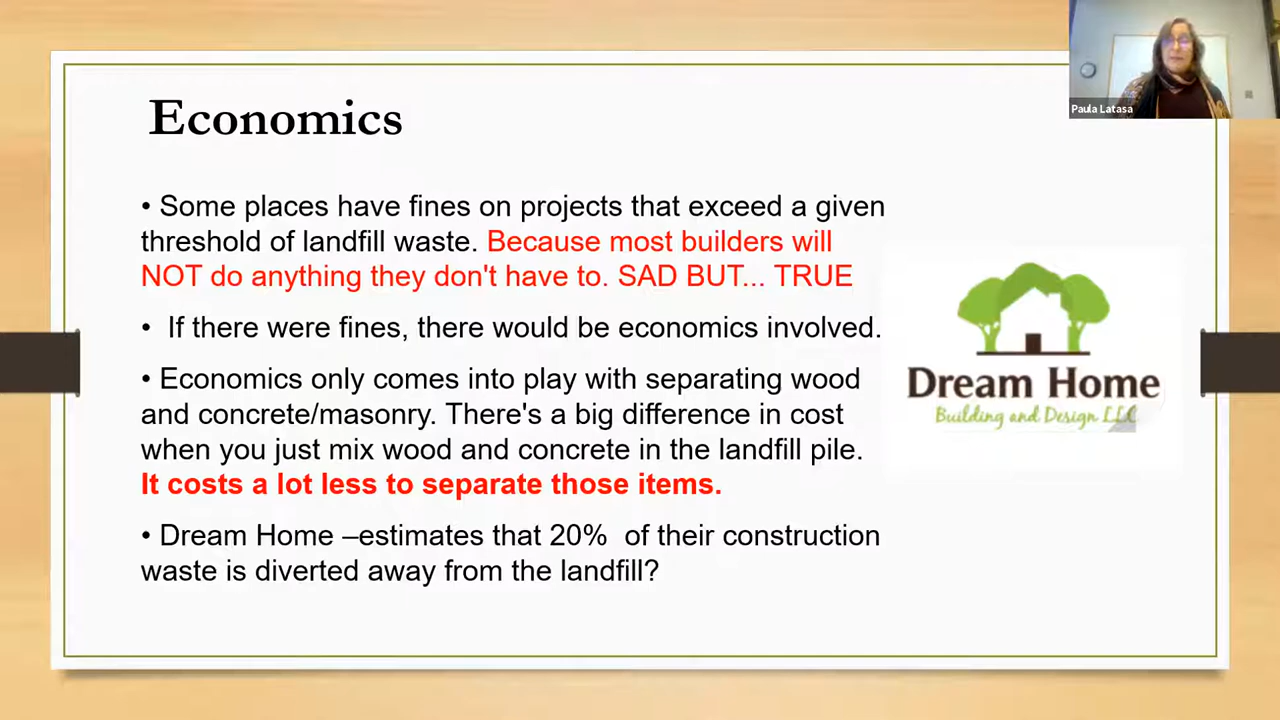 Economics
• Some places have fines on projects that exceed a given
threshold of landfill waste. Because most builders will
NOT do anything they don't have to. SAD BUT... TRUE
• If there were fines, there would be economics involved.
• Economics only comes into play with separating wood
and concrete/masonry. There's a big difference in cost
when you just mix wood and concrete in the landfill pile.
It costs a lot less to separate those items.
• Dream Home –estimates that 20% of their construction
waste is diverted away from the landfill?
Dream Home
Building and Design LLC
Paula Latasa